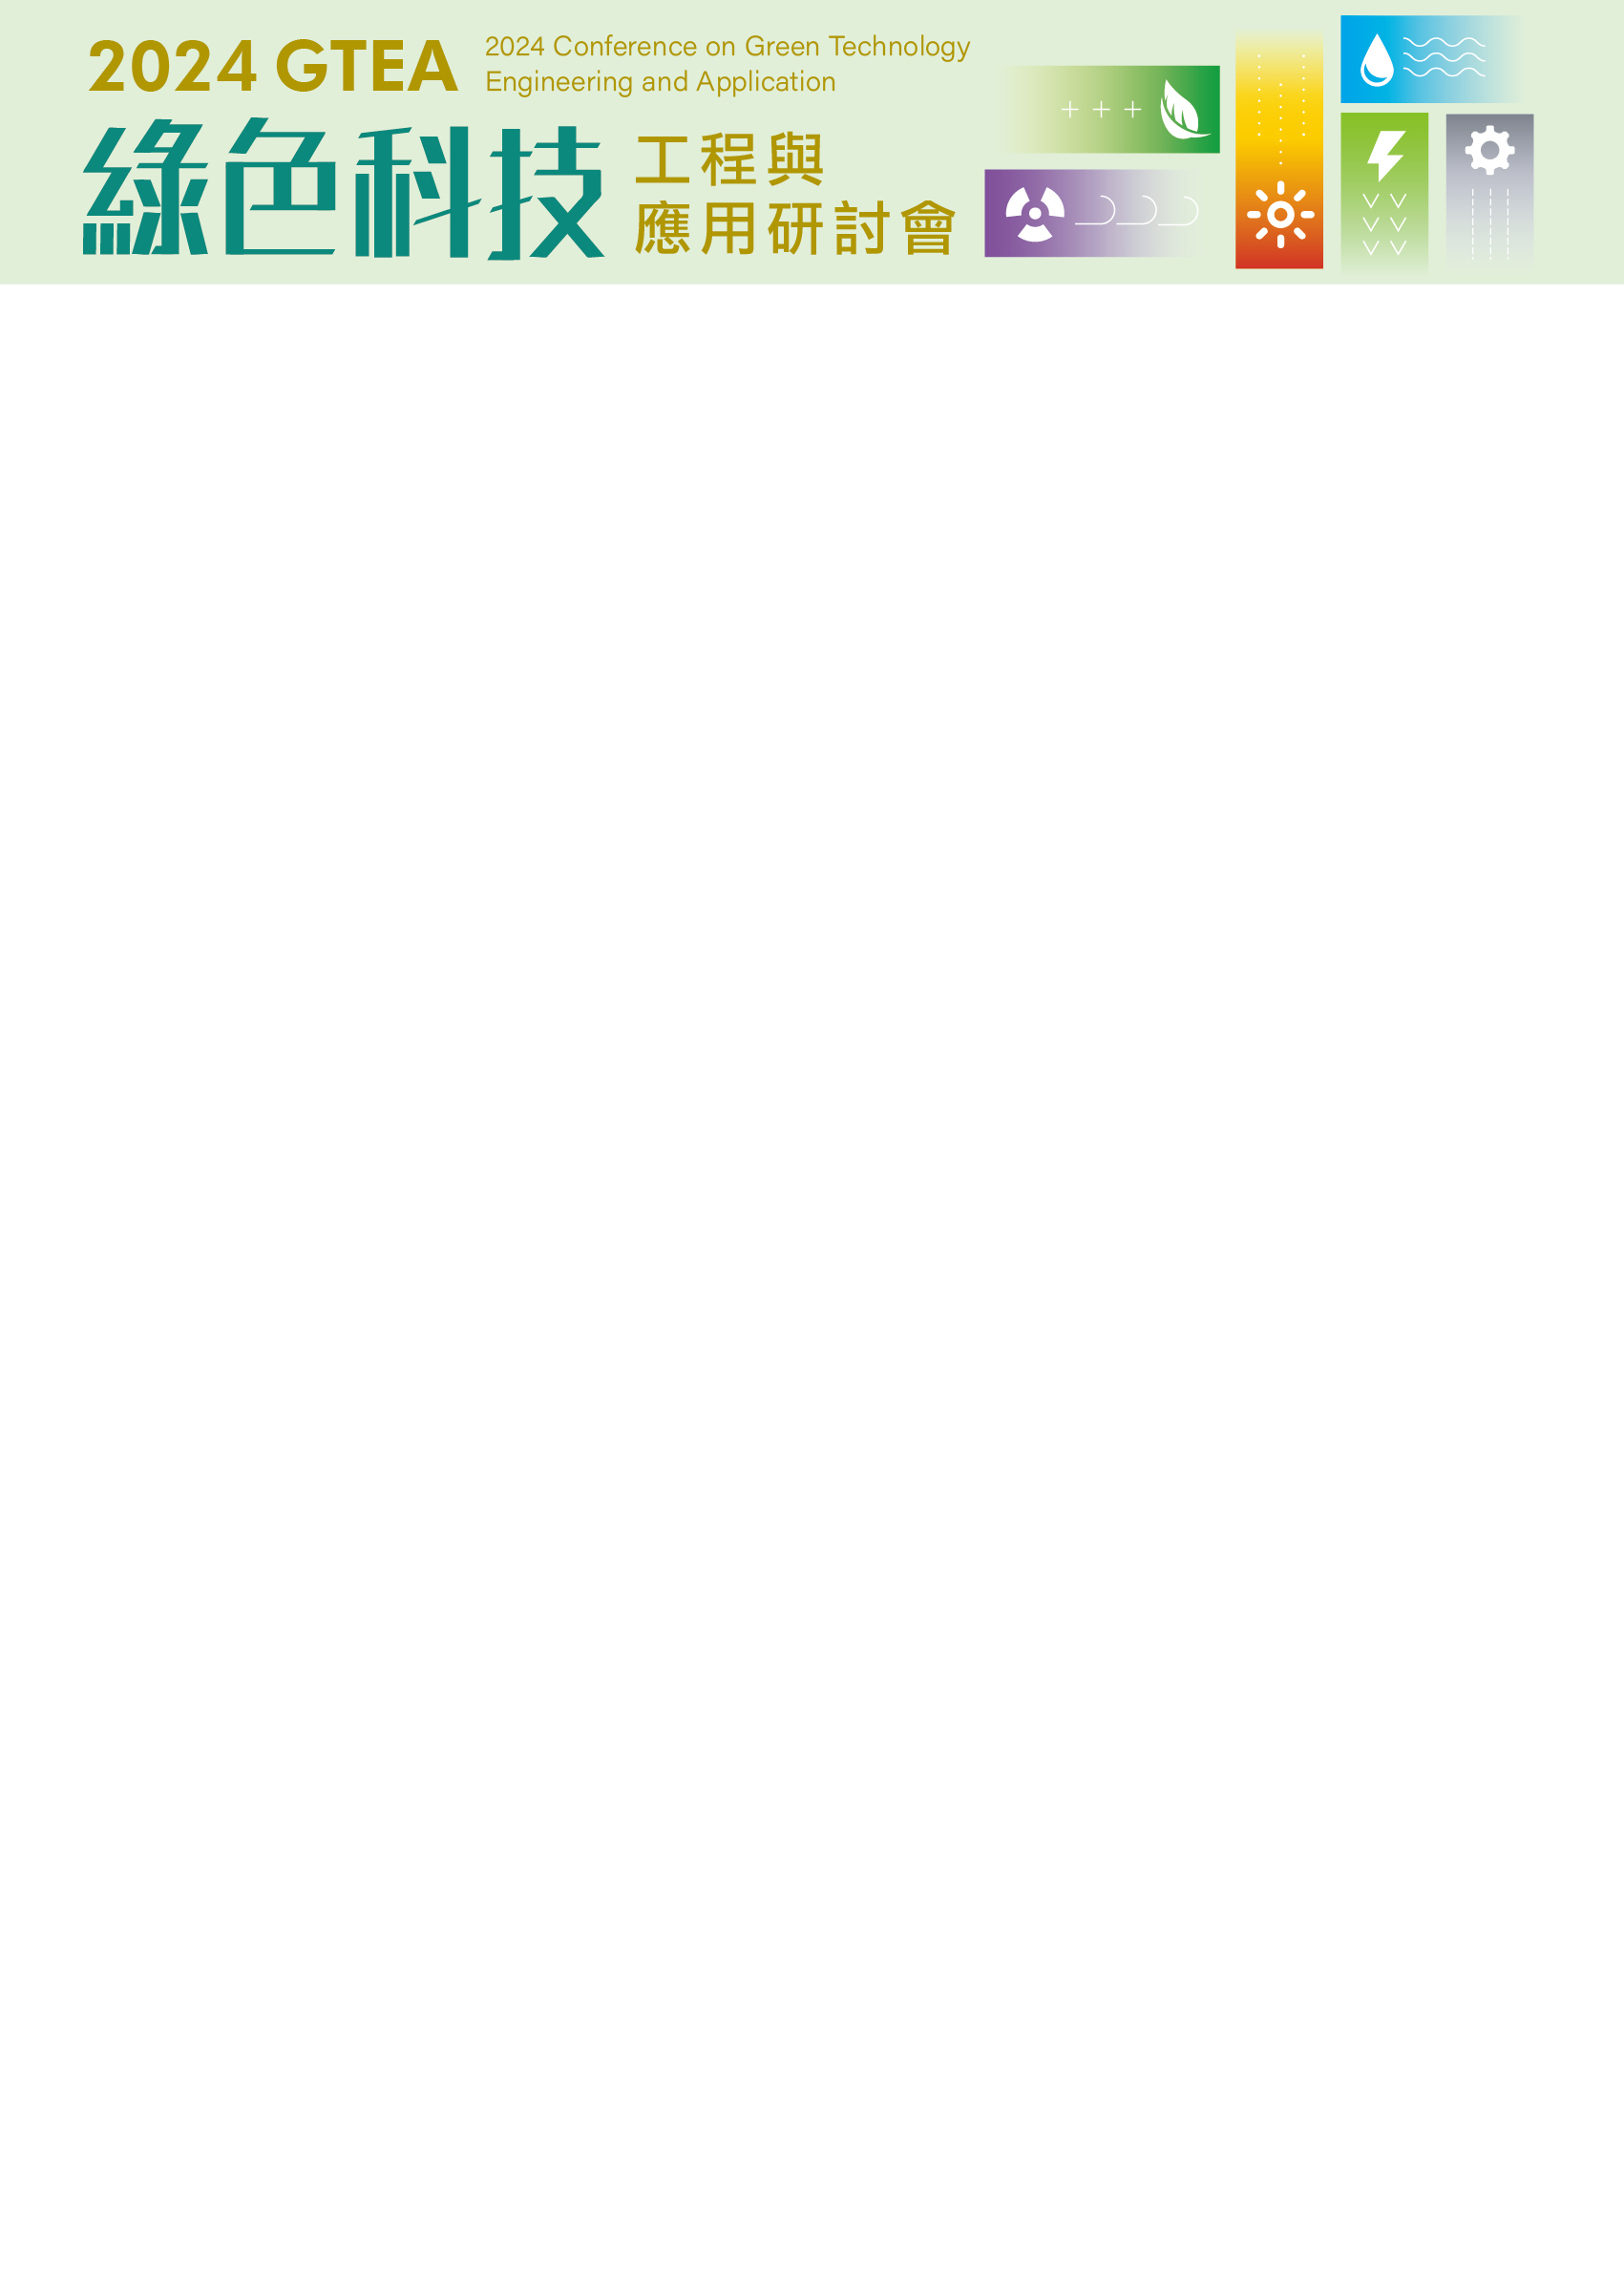 2024 GTEA
2024 Conference on Green Technology
Engineering and Application
綠色科技
工程與
應用研討會